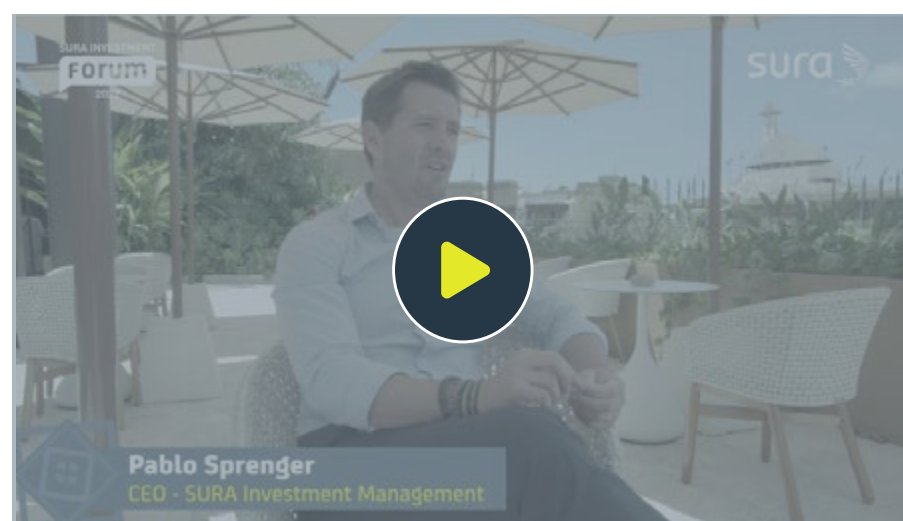 SURA INVESTMENT
FORUM
sura
Pablo Sprenger
CEO - SURA Investment Management